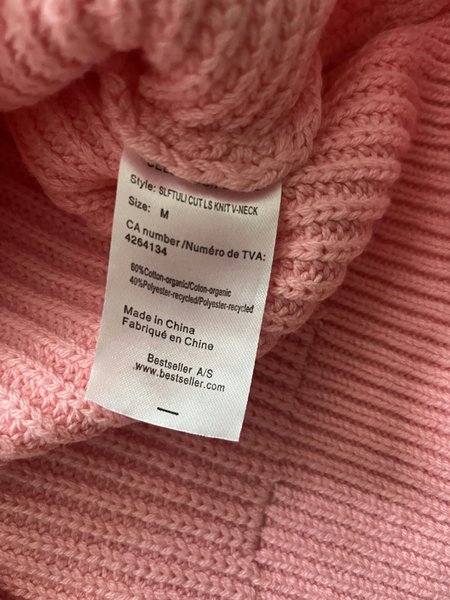 Style: SLFTULI CUT LS KNIT V-NECK
Size: M
CA number/Numéro de TVA:
4264134
60%Cotton-organic/Coton-organic
40%Polyester-recycled/Polyester-recycled
Made in China
Fabriqué en Chine
Bestseller A/S
www.bestseller.com